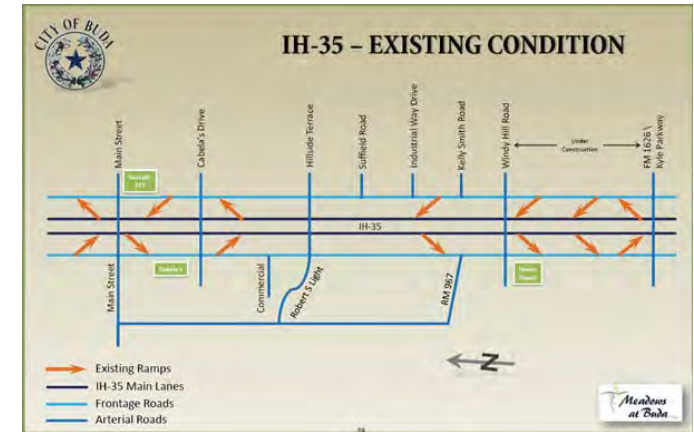 CITY OF BUDA
IH-35 – EXISTING CONDITION
Main Street
Cabela's Drive
Hillside Terrace
Suffield Road
Industrial Way Drive
Kelly Smith Road
Windy Hill Road
Under
Construction
FM 1626 \
Kyle Parkway
IH-35
Cabela's
Main Street
Commercial
Robert S Light
RM 967
N
Existing Ramps
IH-35 Main Lanes
Frontage Roads
Arterial Roads
Meadows
at Buda